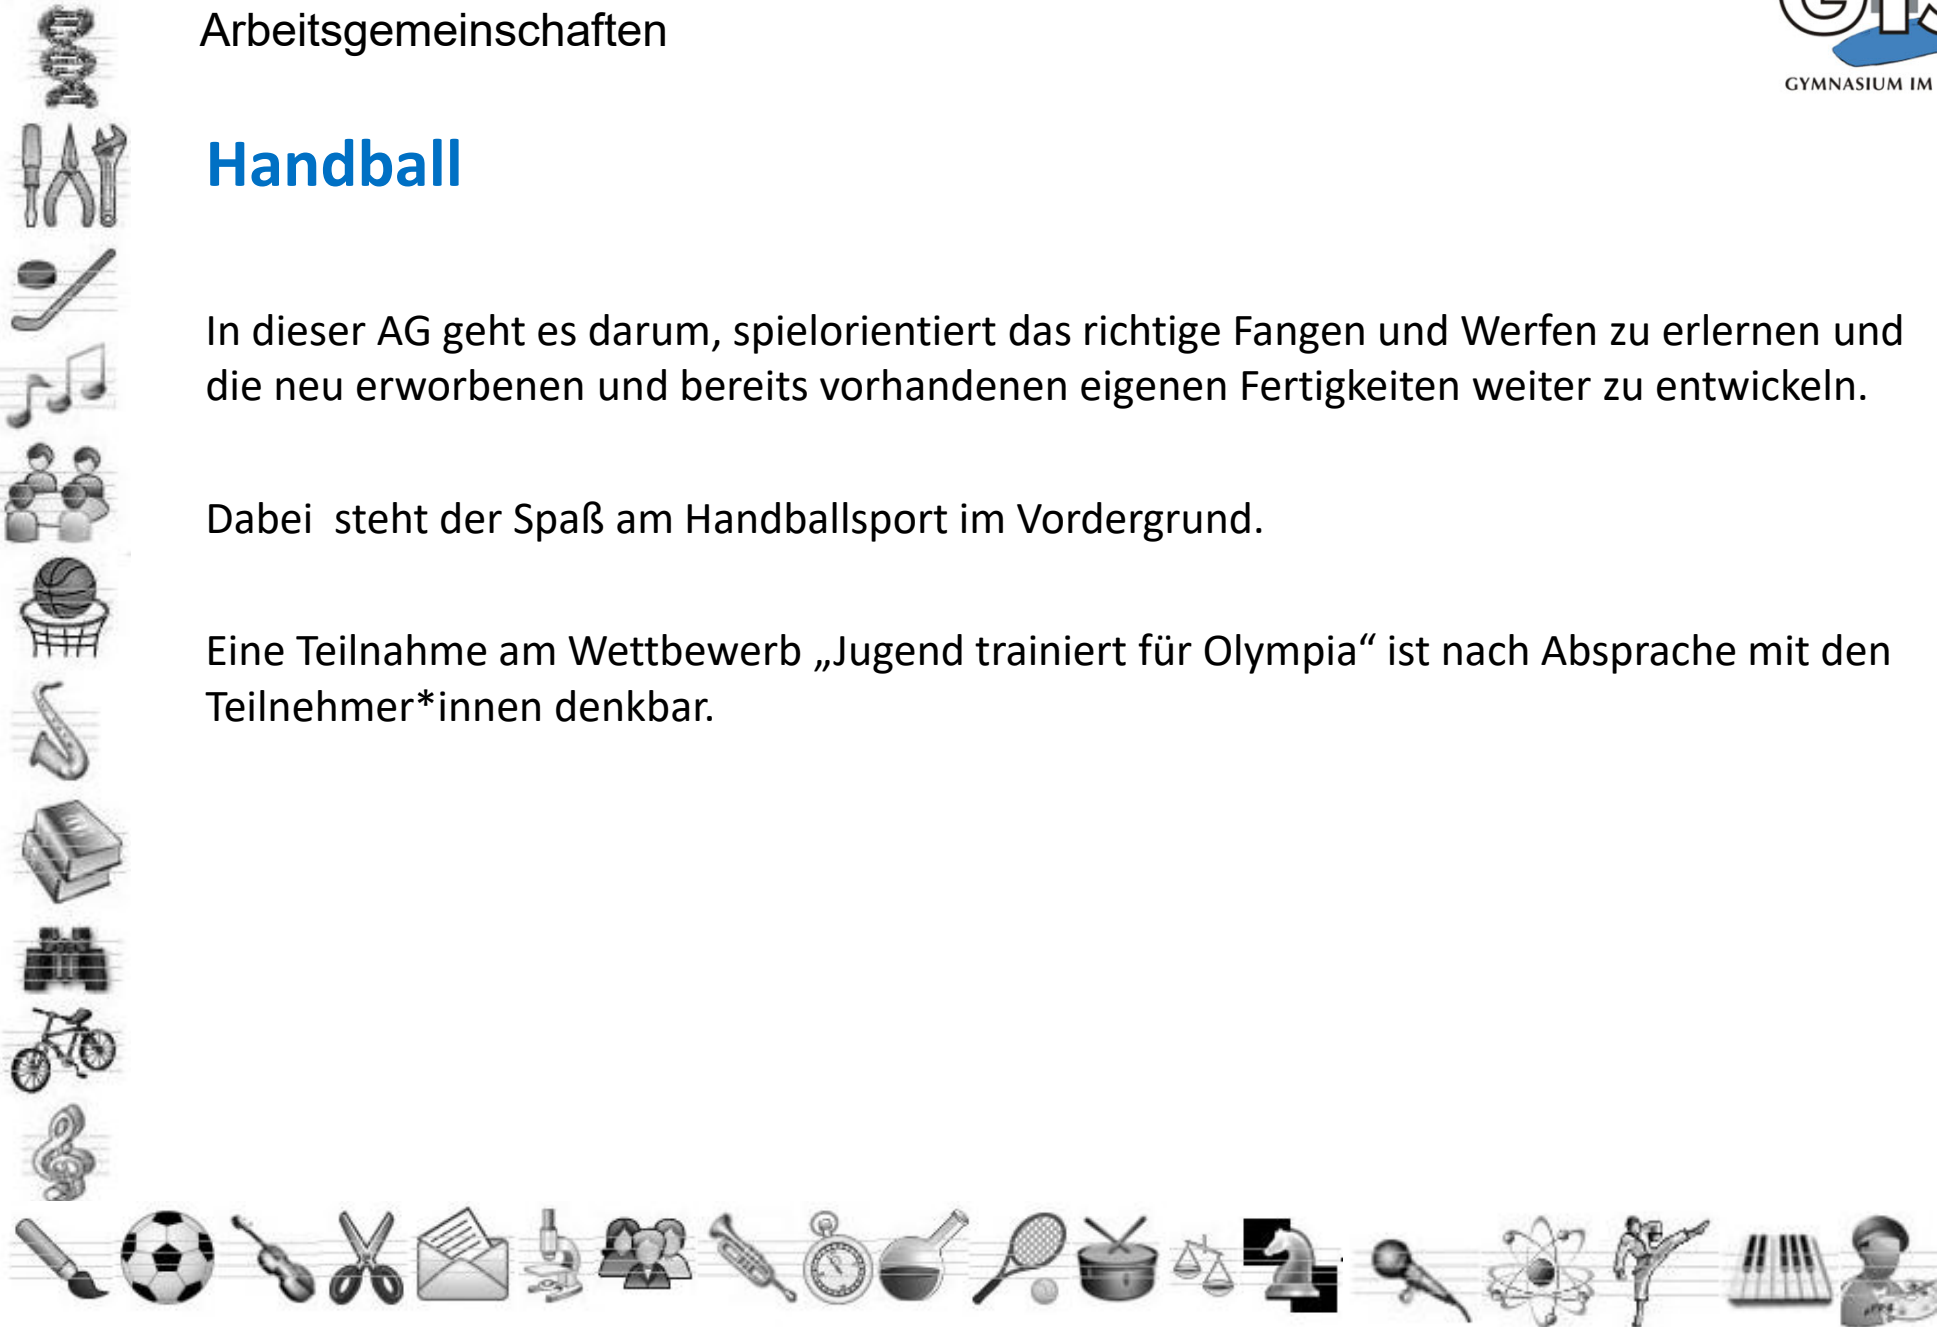 Arbeitsgemeinschaften
GYMNASIUM IM
Handball
In dieser AG geht es darum, spielorientiert das richtige Fangen und Werfen zu erlernen und
die neu erworbenen und bereits vorhandenen eigenen Fertigkeiten weiter zu entwickeln.
Dabei  steht der Spaß am Handballsport im Vordergrund.
Eine Teilnahme am Wettbewerb „Jugend trainiert für Olympia“ ist nach Absprache mit den
Teilnehmer*innen denkbar.